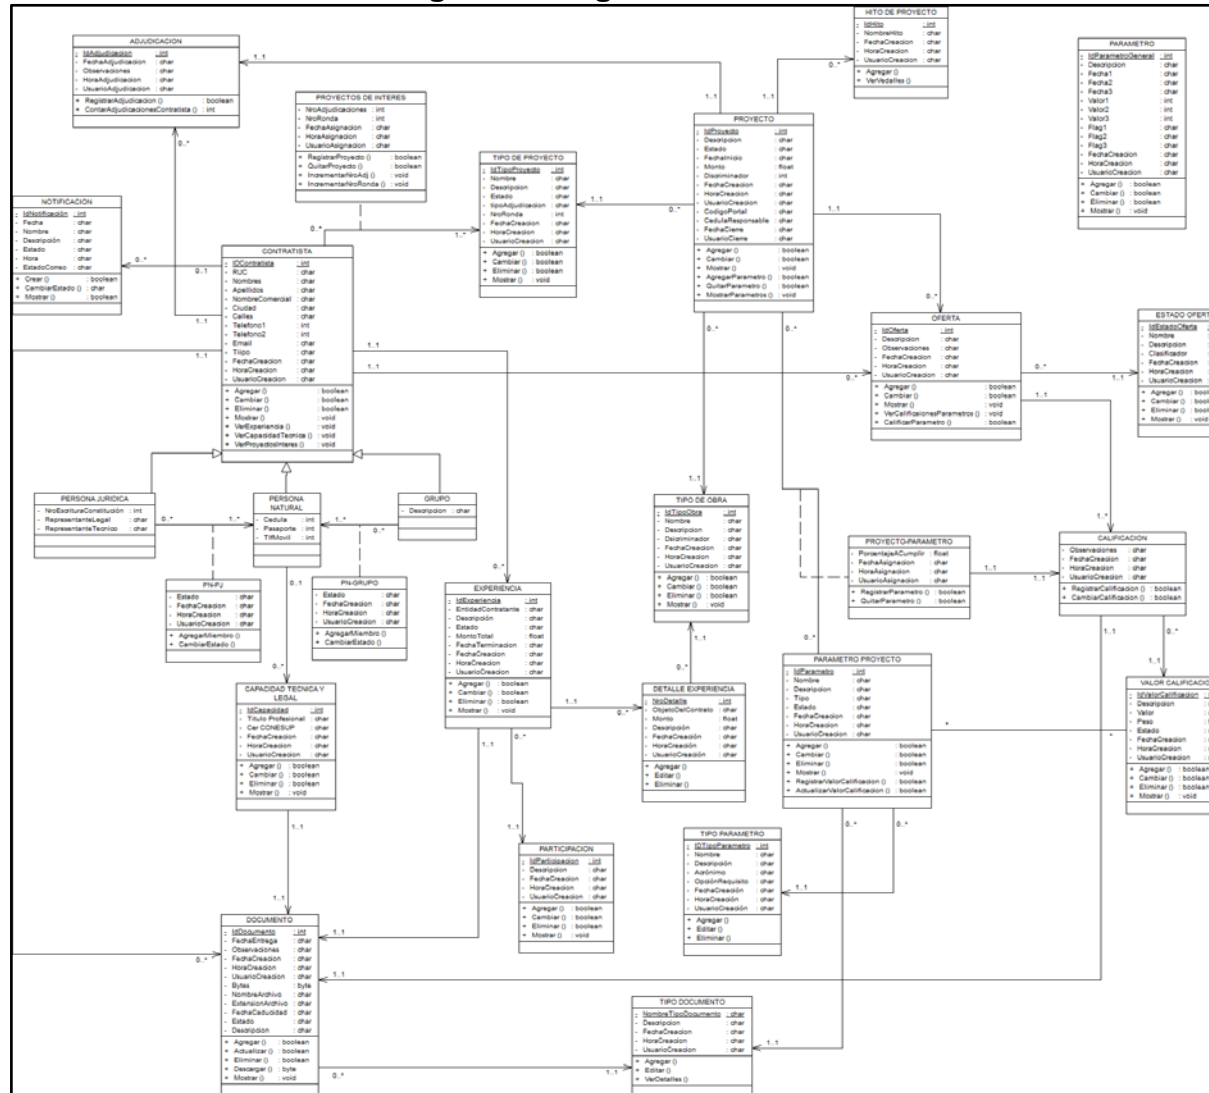 HITO DE PROYECTO
- IdHito : int
- NombreHito : char
- FechaCreacion : char
- HoraCreacion : char
- UsuarioCreacion : char
+ Agregar ()
+ VerVedalles ()
ADJUDICACION
- IdAdjudicacion : int
- FechaAdjudicacion : char
- Observaciones : char
- HoraAdjudicacion : char
- UsuarioAdjudicacion : char
+ RegistrarAdjudicacion () : boolean
+ ContarAdjudicacionesContratista () : int
PARAMETRO
- IdParametroGeneral : int
- Descripcion : char
- Fecha1 : char
- Fecha2 : char
- Fecha3 : char
- Valor1 : int
- Valor2 : int
- Valor3 : int
- Flag1 : char
- Flag2 : char
- Flag3 : char
- FechaCreacion : char
- HoraCreacion : char
- UsuarioCreacion : char
+ Agregar () : boolean
+ Cambiar () : boolean
+ Eliminar () : boolean
+ Mostrar () : void
PROYECTOS DE INTERES
- NroAdjudicaciones : int
- NroRonda : int
- FechaAsignacion : char
- HoraAsignacion : char
- UsuarioAsignacion : char
+ RegistrarProyecto () : boolean
+ QuitarProyecto () : boolean
+ IncrementarNroAdj () : void
+ IncrementarNroRonda () : void
PROYECTO
- IdProyecto : int
- Descripcion : char
- Estado : char
- FechaInicio : char
- Monto : float
- Discriminador : int
- FechaCreacion : char
- HoraCreacion : char
- UsuarioCreacion : char
- CodigoPortal : char
- CedulaResponsable : char
- FechaCierre : char
- UsuarioCierre : char
+ Agregar () : boolean
+ Cambiar () : boolean
+ Mostrar () : void
+ AgregarParametro () : boolean
+ QuitarParametro () : boolean
+ MostrarParametros () : void
TIPO DE PROYECTO
- IdTipoProyecto : int
- Nombre : char
- Descripcion : char
- Estado : char
- tipoAdjudicacion : char
- NroRonda : int
- FechaCreacion : char
- HoraCreacion : char
- UsuarioCreacion : char
+ Agregar () : boolean
+ Cambiar () : boolean
+ Eliminar () : boolean
+ Mostrar () : void
NOTIFICACION
- IdNotificación : int
- Fecha : char
- Nombre : char
- Descripción : char
- Estado : char
- Hora : char
- EstadoCorreo : char
+ Crear () : boolean
+ CambiarEstado () : char
+ Mostrar () : boolean
CONTRATISTA
- IDContratista : int
- RUC : char
- Nombres : char
- Apellidos : char
- NombreComercial : char
- Ciudad : char
- Calles : char
- Telefono1 : int
- Telefono2 : int
- Email : char
- Tiipo : char
- FechaCreacion : char
- HoraCreacion : char
- UsuarioCreacion : char
+ Agregar () : boolean
+ Cambiar () : boolean
+ Eliminar () : boolean
+ Mostrar () : void
+ VerExperiencia () : void
+ VerCapacidadTecnica () : void
+ VerProyectosInteres () : void
OFERTA
- IdOferta : int
- Descripcion : char
- Observaciones : char
- FechaCreacion : char
- HoraCreacion : char
- UsuarioCreacion : char
+ Agregar () : boolean
+ Cambiar () : boolean
+ Mostrar () : void
+ VerCalificaionesParametros () : void
+ CalificarParametro () : boolean
ESTADO OFERT
- IdEstadoOferta
- Nombre :
- Descripcion :
- Clasificador :
- FechaCreacion :
- HoraCreacion :
- UsuarioCreacion :
+ Agregar () : bool
+ Cambiar () : bool
+ Eliminar () : bool
+ Mostrar () : void
PERSONA JURIDICA
- NroEscrituraConstitución : int
- RepresentanteLegal : char
- RepresentanteTecnico : char
PERSONA
NATURAL
- Cedula : int
- Pasaporte : int
- TlfMovil : int
GRUPO
- Descripcion : char
PN-PJ
- Estado : char
- FechaCreacion : char
- HoraCreacion : char
- UsuarioCreacion : char
+ AgregarMiembro ()
+ CambiarEstado ()
PN-GRUPO
- Estado : char
- FechaCreacion : char
- HoraCreacion : char
- UsuarioCreacion : char
+ AgregarMiembro ()
+ CambiarEstado ()
TIPO DE OBRA
- IdTipoObra : int
- Nombre : char
- Descripcion : char
- Dsicriminador : char
- FechaCreacion : char
- HoraCreacion : char
- UsuarioCreacion : char
+ Agregar () : boolean
+ Cambiar () : boolean
+ Eliminar () : boolean
+ Mostrar () : void
PROYECTO-PARAMETRO
- PorcentajeACumplir : float
- FechaAsignacion : char
- HoraAsignacion : char
- UsuarioAsignacion : char
+ RegistrarParametro () : boolean
+ QuitarParametro () : boolean
CALIFICACION
- Observaciones : char
- FechaCreacion : char
- HoraCreacion : char
- UsuarioCreacion : char
+ RegistrarCalificacion () : boolean
+ CambiarCalificacion () : boolean
EXPERIENCIA
- IdExperiencia : int
- EntidadContratante : char
- Descripción : char
- Estado : char
- MontoTotal : float
- FechaTerminacion : char
- FechaCreacion : char
- HoraCreacion : char
- UsuarioCreacion : char
+ Agregar () : boolean
+ Cambiar () : boolean
+ Eliminar () : boolean
+ Mostrar () : void
CAPACIDAD TECNICA Y
LEGAL
- IdCapacidad : int
- Titulo Profesional : char
- Cer CONESUP : char
- FechaCreacion : char
- HoraCreacion : char
- UsuarioCreacion : char
+ Agregar () : boolean
+ Cambiar () : boolean
+ Eliminar () : boolean
+ Mostrar () : void
DETALLE EXPERIENCIA
- NroDetalle : int
- ObjetoDelContrato : char
- Monto : float
- Descripción : char
- FechaCreación : char
- HoraCreación : char
- UsuarioCreación : char
+ Agregar ()
+ Editar ()
+ Eliminar ()
PARAMETRO PROYECTO
- IdParametro : int
- Nombre : char
- Descripcion : char
- Tipo : char
- Estado : char
- FechaCreacion : char
- HoraCreacion : char
- UsuarioCreacion : char
+ Agregar () : boolean
+ Cambiar () : boolean
+ Eliminar () : boolean
+ Mostrar () : void
+ RegistrarValorCalificacion () : boolean
+ ActualizarValorCalificacion () : boolean
VALOR CALIFICACIO
- IdValorCalificacion :
- Descripcion :
- Valor :
- Peso :
- Estado :
- FechaCreacion :
- HoraCreacion :
- UsuarioCreacion :
+ Agregar () : boolean
+ Cambiar () : boolean
+ Eliminar () : boolean
+ Mostrar () : void
PARTICIPACION
- IdParticipacion : int
- Descripcion : char
- FechaCreacion : char
- HoraCreacion : char
- UsuarioCreacion : char
+ Agregar () : boolean
+ Cambiar () : boolean
+ Eliminar () : boolean
+ Mostrar () : void
TIPO PARAMETRO
- IDTipoParametro : int
- Nombre : char
- Descripción : char
- Acrónimo : char
- OpciónRequisito : char
- FechaCreación : char
- HoraCreación : char
- UsuarioCreación : char
+ Agregar ()
+ Editar ()
+ Eliminar ()
DOCUMENTO
- IdDocumento : int
- FechaEntrega : char
- Observaciones : char
- FechaCreacion : char
- HoraCreacion : char
- UsuarioCreacion : char
- Bytes : byte
- NombreArchivo : char
- ExtensionArchivo : char
- FechaCaducidad : char
- Estado : char
- Descripcion : char
+ Agregar () : boolean
+ Actualizar () : boolean
+ Eliminar () : boolean
+ Descargar () : byte
+ Mostrar () : void
TIPO DOCUMENTO
- NombreTipoDocumento : char
- Descripcion : char
- FechaCreacion : char
- HoraCreacion : char
- UsuarioCreacion : char
+ Agregar ()
+ Editar ()
+ VerDetalles ()